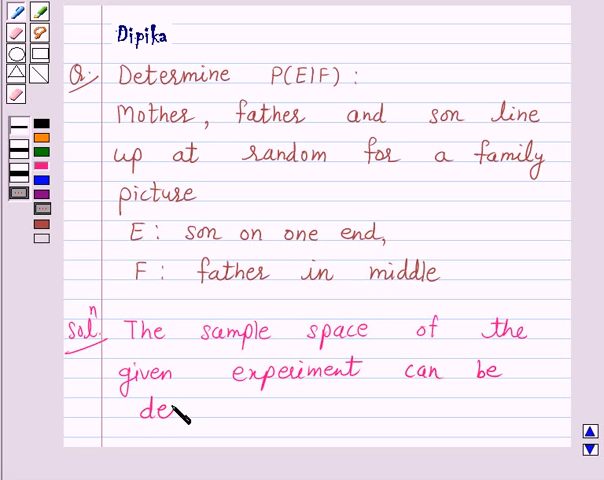 Dipika
Q. Determine P(E|F) :
Mother, father and son line
up at random for a family
picture
E : son on one end,
F : father in middle
Solⁿ. The sample space of the
given experiment can be
de